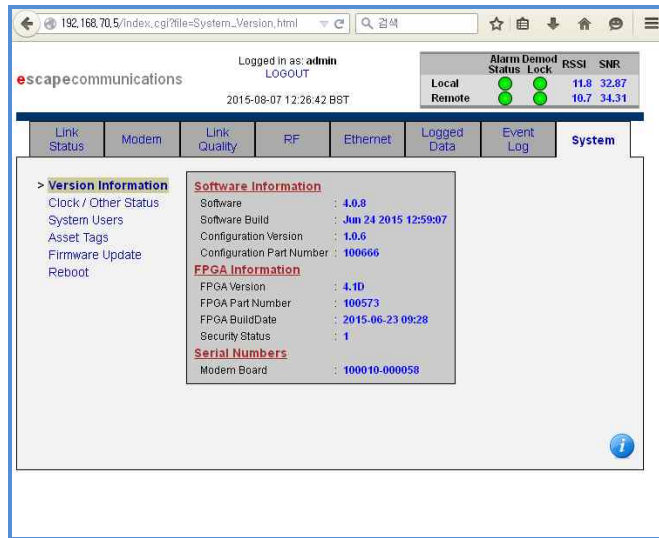 192,168,70,5/index.cgi?file=System_Version,html
검색
escapecommunications
Logged in as: admin
LOGOUT
2015-08-07 12:26:42 BST
Alarm Status Demod Lock RSSI SNR
Local 11.8 32.87
Remote 10.7 34.31
Link Status
Modem
Link Quality
RF
Ethernet
Logged Data
Event Log
System
> Version Information
Clock / Other Status
System Users
Asset Tags
Firmware Update
Reboot
Software Information
Software : 4.0.8
Software Build : Jun 24 2015 12:59:07
Configuration Version : 1.0.6
Configuration Part Number : 100666
FPGA Information
FPGA Version : 4.1D
FPGA Part Number : 100573
FPGA BuildDate : 2015-06-23 09:28
Security Status : 1
Serial Numbers
Modem Board : 100010-000058
i